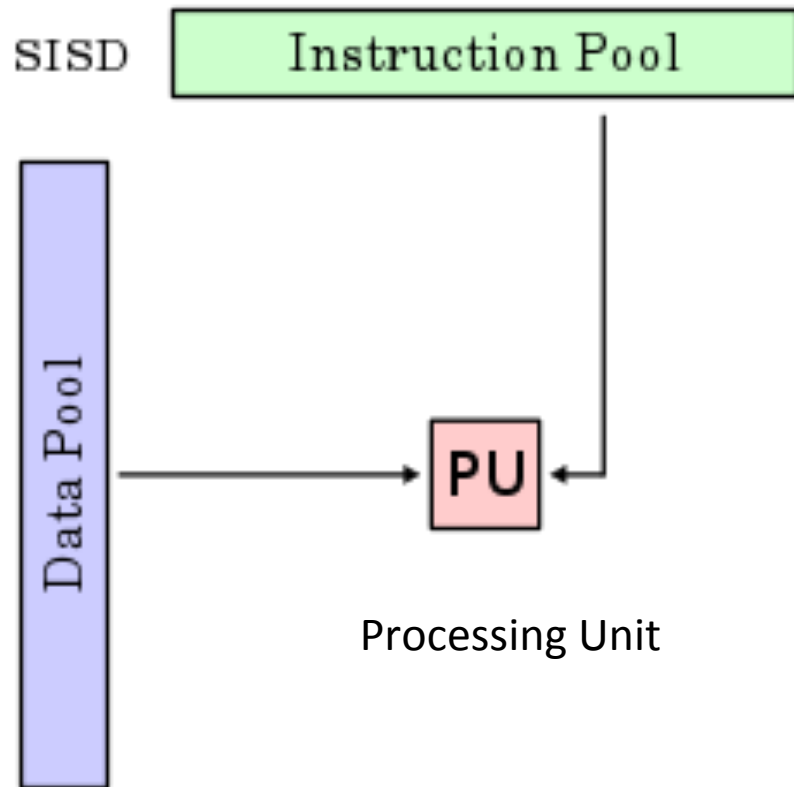 SISD
Instruction Pool
Data Pool
PU
Processing Unit